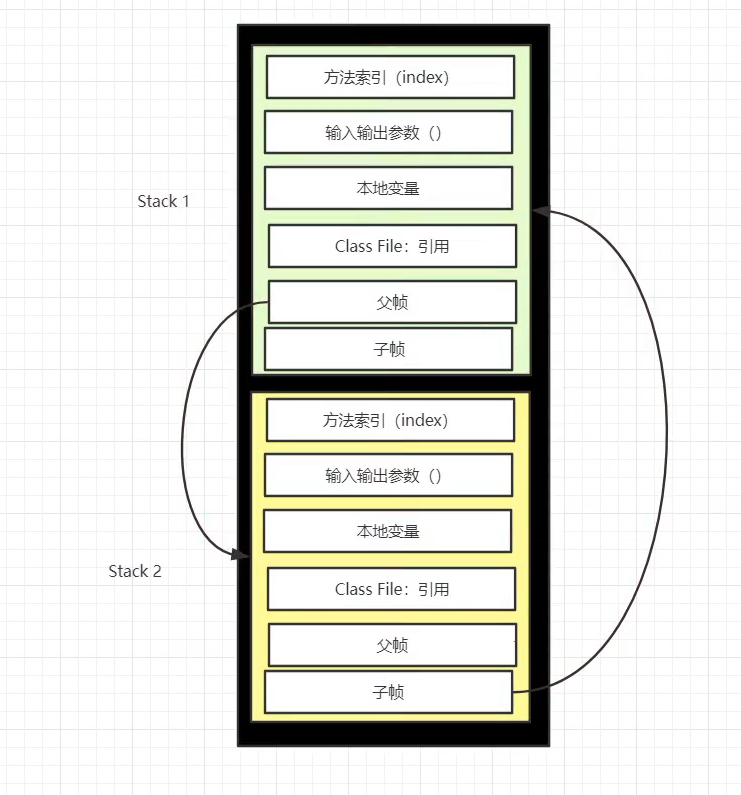 方法索引（index）
输入输出参数（）
Stack 1
本地变量
Class File：引用
父帧
子帧
方法索引（index）
输入输出参数（）
本地变量
Stack 2
Class File：引用
父帧
子帧